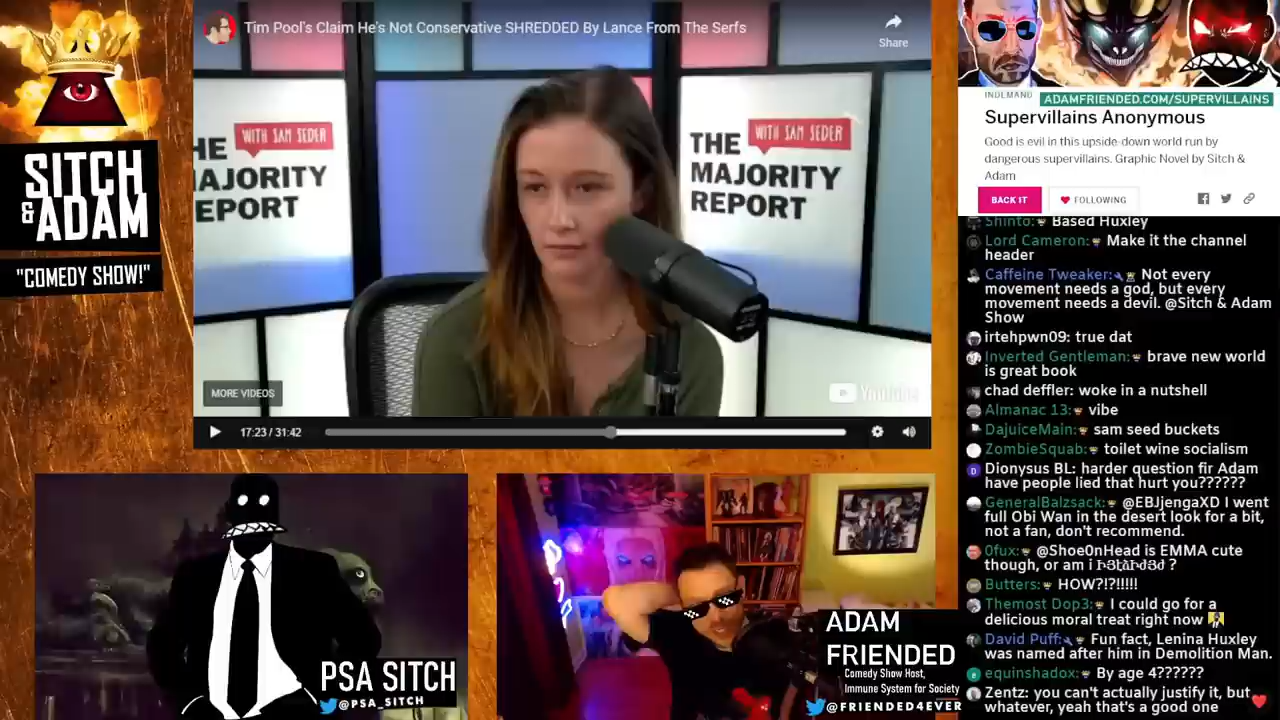 Tim Pool's Claim He's Not Conservative SHREDDED By Lance From The Serfs
Share
HE
AJORITY
EPORT
WITH SAM SEDER
THE
MAJORITY
REPORT
WITH SAM SEDER
MORE VIDEOS
YouTube
17:23 / 31:42
SITCH
& ADAM
"COMEDY SHOW!"
PSA SITCH
@PSA_SITCH
ADAM
FRIENDED
Comedy Show Host,
Immune System for Society
@FRIENDED4EVER
INDEMAND
ADAMFRIENDED.COM/SUPERVILLAINS
Supervillains Anonymous
Good is evil in this upside-down world run by
dangerous supervillains. Graphic Novel by Sitch &
Adam
BACK IT
FOLLOWING
Shinto: Based Huxley
Lord Cameron: Make it the channel
header
Caffeine Tweaker: Not every
movement needs a god, but every
movement needs a devil. @Sitch & Adam
Show
irtehpwn09: true dat
Inverted Gentleman: brave new world
is great book
chad deffler: woke in a nutshell
Almanac 13: vibe
DajuiceMain: sam seed buckets
ZombieSquab: toilet wine socialism
D
Dionysus BL: harder question fir Adam
have people lied that hurt you??????
GeneralBalzsack: @EBJjengaXD I went
full Obi Wan in the desert look for a bit,
not a fan, don't recommend.
0fux: @Shoe0nHead is EMMA cute
though, or am i ?
Butters: HOW?!?!!!!!
Themost Dop3: I could go for a
delicious moral treat right now
David Puff: Fun fact, Lenina Huxley
was named after him in Demolition Man.
e
equinshadox: By age 4??????
Zentz: you can't actually justify it, but
whatever, yeah that's a good one